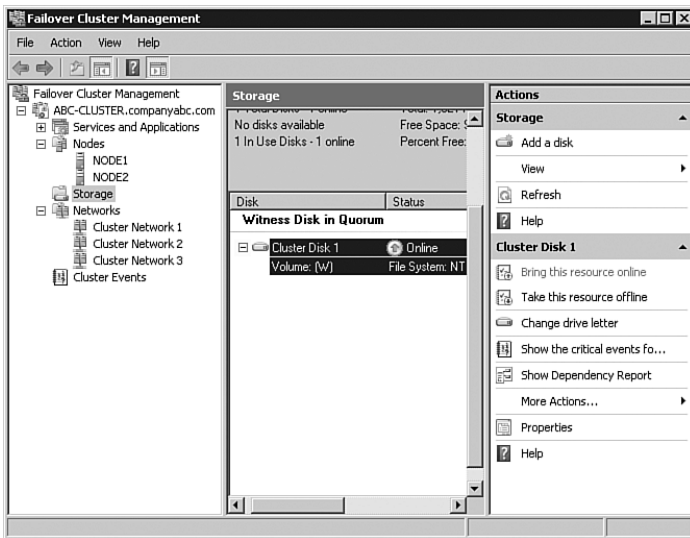 Failover Cluster Management
File Action View Help
Failover Cluster Management
ABC-CLUSTER.companyabc.com
Services and Applications
Nodes
NODE1
NODE2
Storage
Networks
Cluster Network 1
Cluster Network 2
Cluster Network 3
Cluster Events
Storage
No disks available
Free Space:
1 In Use Disks - 1 online
Percent Free:
Disk
Status
Witness Disk in Quorum
Cluster Disk 1
Online
Volume: (W)
File System: NT
Actions
Storage
Add a disk
View
Refresh
Help
Cluster Disk 1
Bring this resource online
Take this resource offline
Change drive letter
Show the critical events fo...
Show Dependency Report
More Actions...
Properties
Help